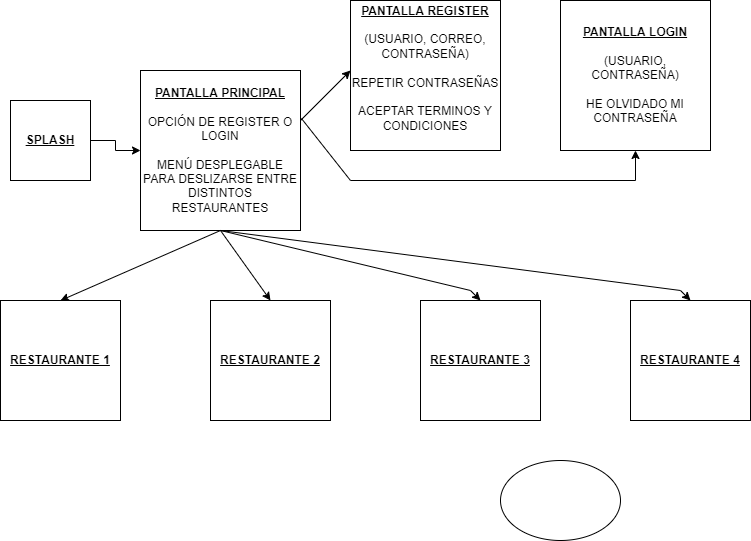 SPLASH
PANTALLA PRINCIPAL
OPCIÓN DE REGISTER O
LOGIN
MENÚ DESPLEGABLE
PARA DESLIZARSE ENTRE
DISTINTOS
RESTAURANTES
PANTALLA REGISTER
(USUARIO, CORREO,
CONTRASEÑA)
REPETIR CONTRASEÑAS
ACEPTAR TERMINOS Y
CONDICIONES
PANTALLA LOGIN
(USUARIO,
CONTRASEÑA)
HE OLVIDADO MI
CONTRASEÑA
RESTAURANTE 1
RESTAURANTE 2
RESTAURANTE 3
RESTAURANTE 4